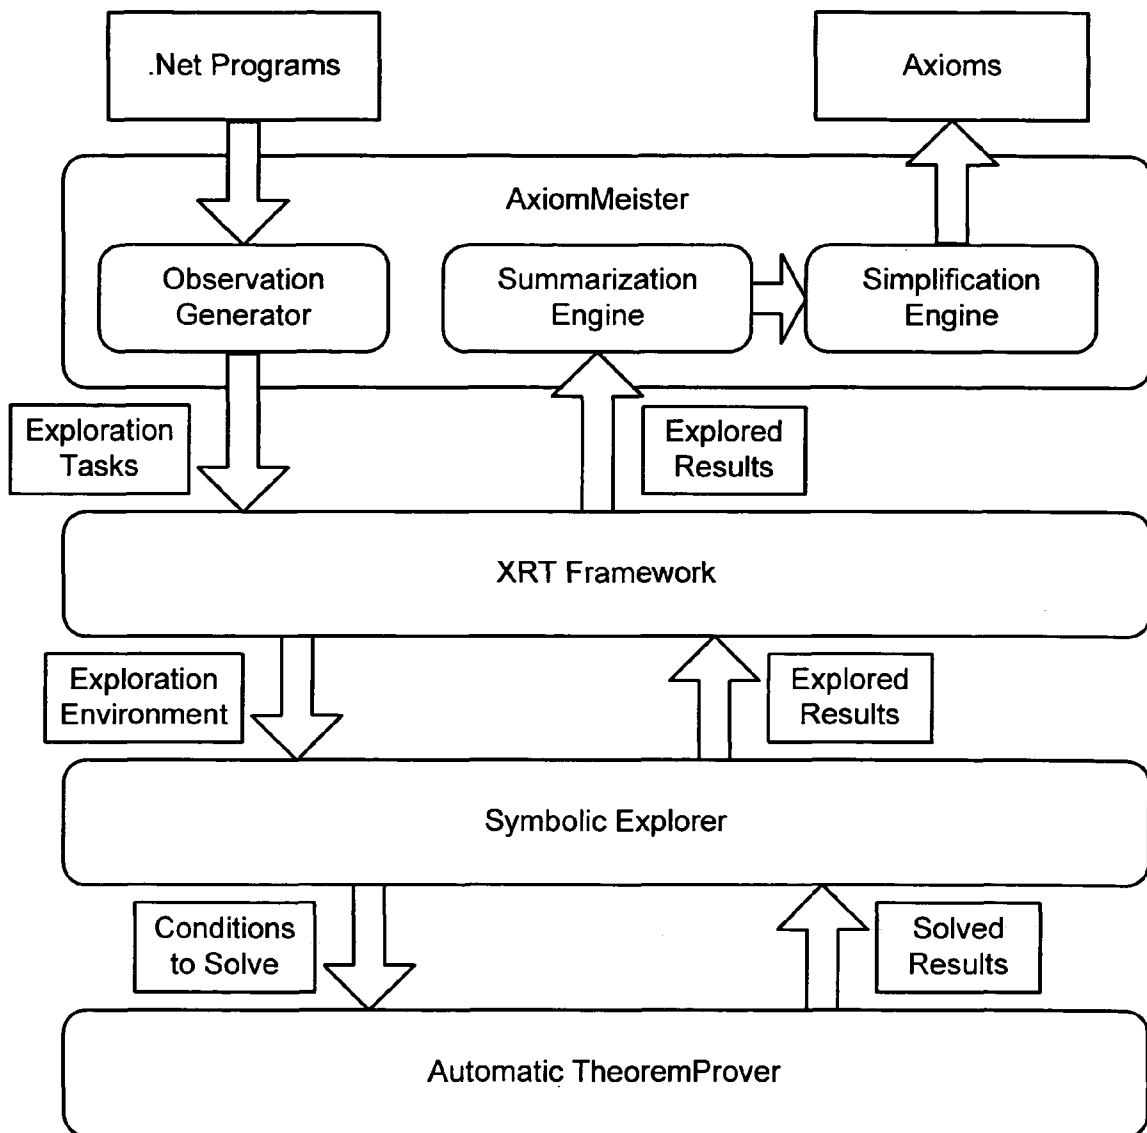 .Net Programs
Axioms
AxiomMeister
Observation
Generator
Summarization
Engine
Simplification
Engine
Exploration
Tasks
Explored
Results
XRT Framework
Exploration
Environment
Explored
Results
Symbolic Explorer
Conditions
to Solve
Solved
Results
Automatic TheoremProver